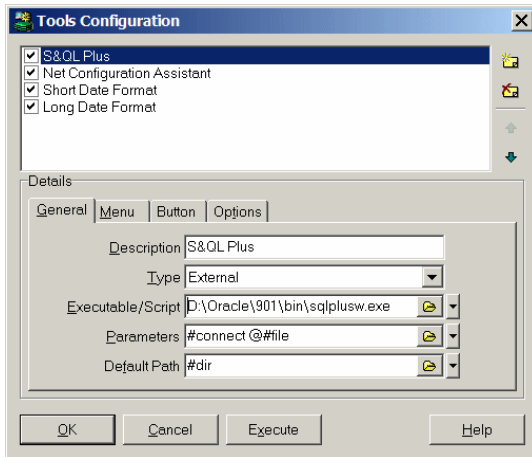 Tools Configuration
S&QL Plus
Net Configuration Assistant
Short Date Format
Long Date Format
Details
General Menu Button Options
Description S&QL Plus
Type External
Executable/Script D:\Oracle\901\bin\sqlplusw.exe
Parameters #connect @#file
Default Path #dir
OK Cancel Execute Help